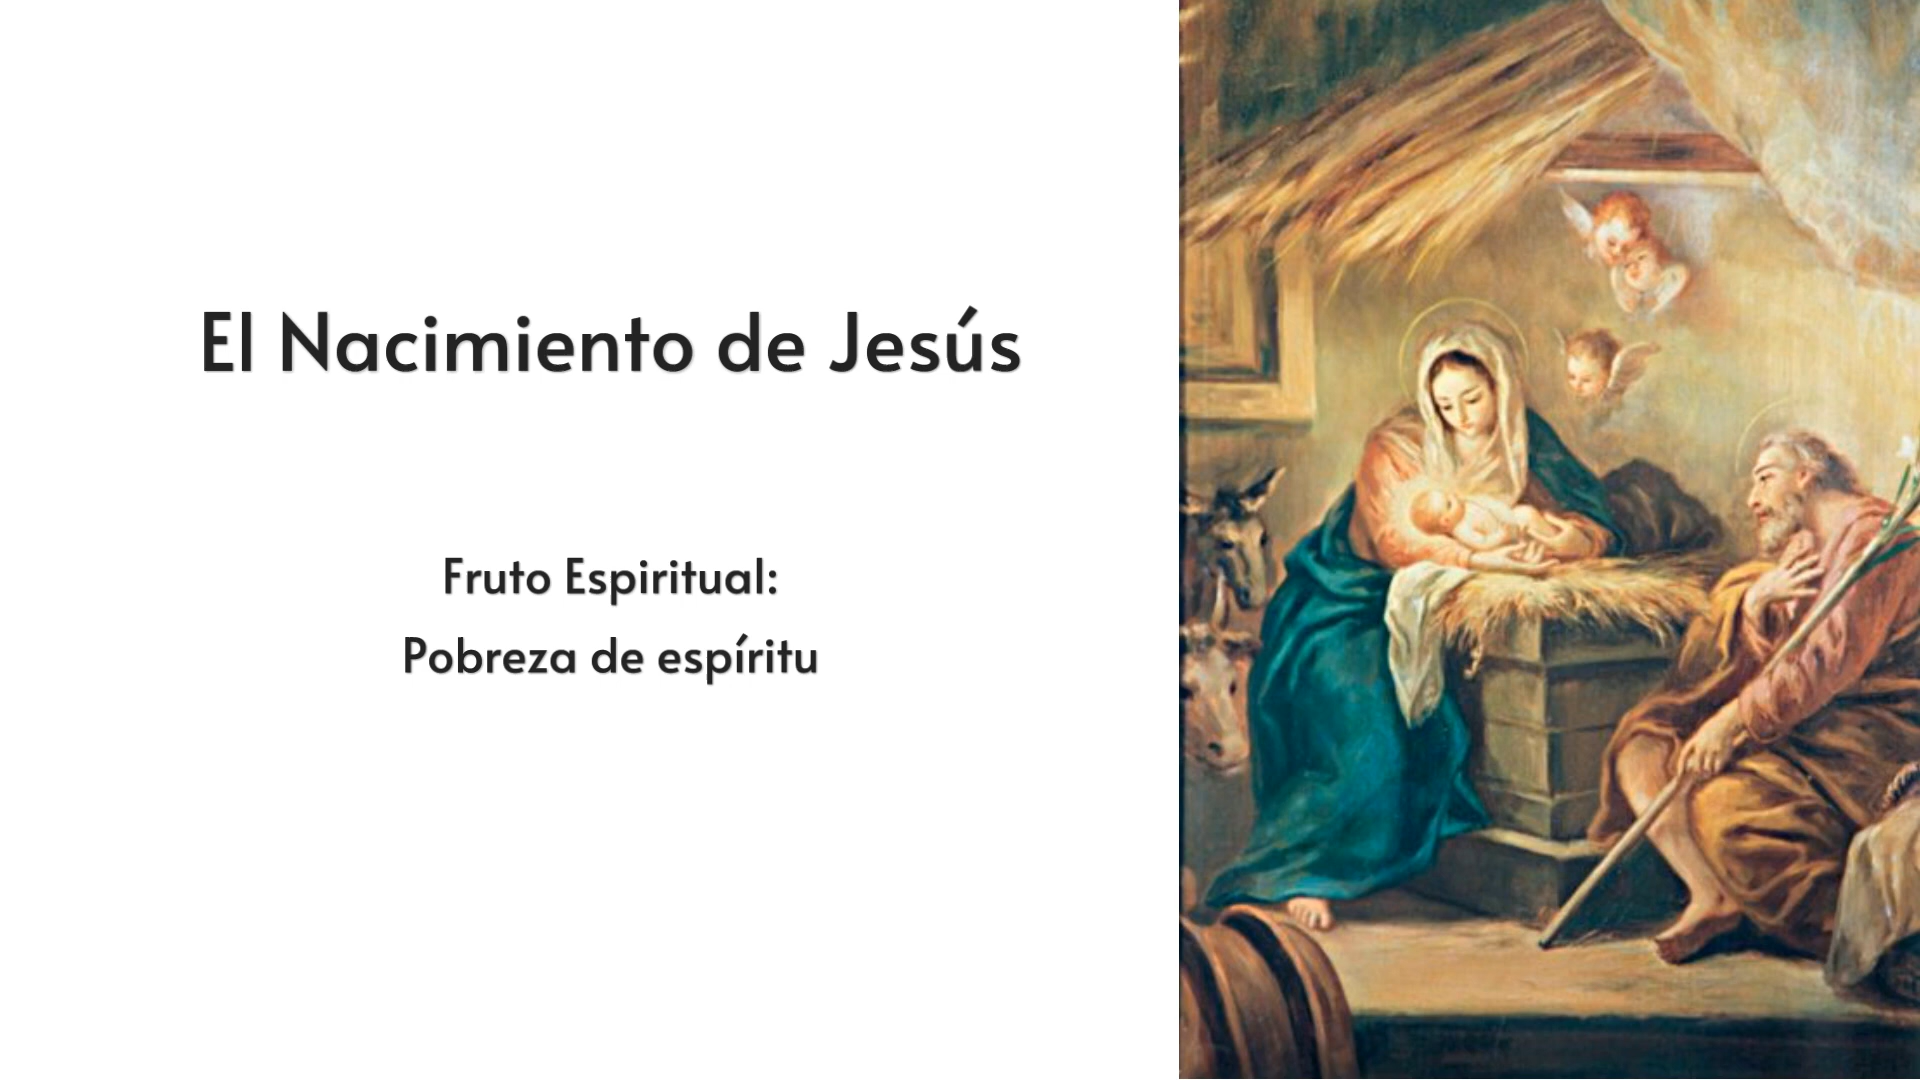 El Nacimiento de Jesús
Fruto Espiritual:
Pobreza de espíritu